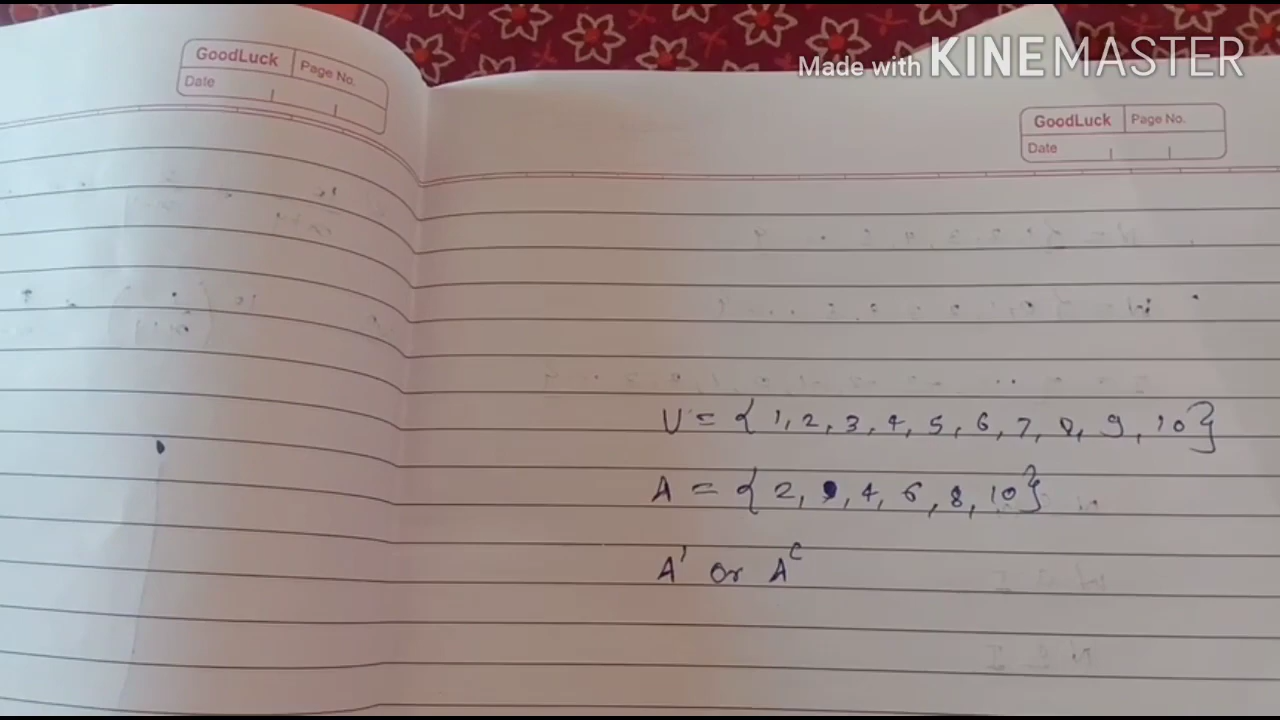 Made with KINEMASTER
GoodLuck Page No.
Date
GoodLuck Page No.
Date
U = { 1, 2, 3, 4, 5, 6, 7, 8, 9, 10}
A = { 2, 4, 6, 8, 10}
A' or A^c